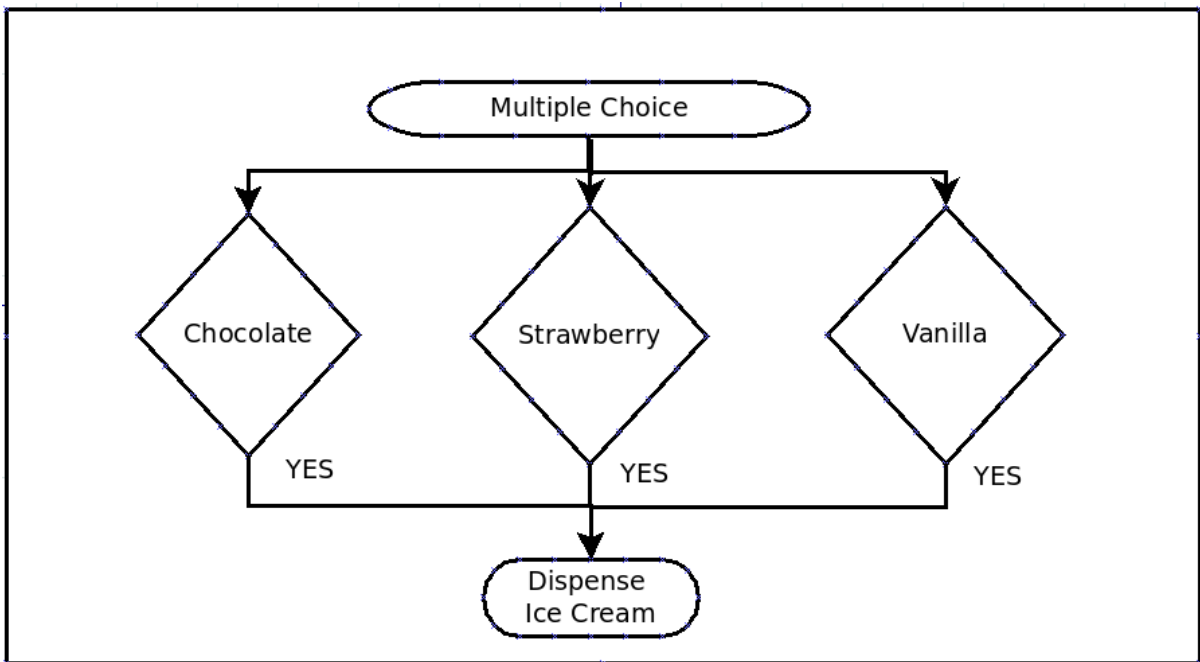 Multiple Choice
Chocolate
Strawberry
Vanilla
YES
YES
YES
Dispense
Ice Cream